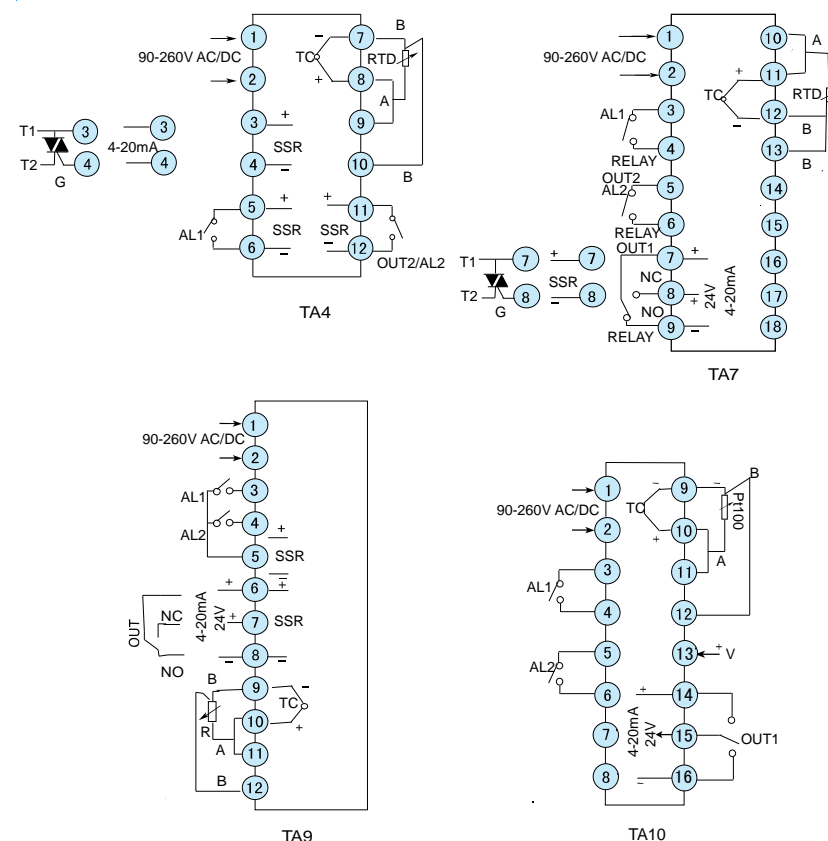 1
90-260V AC/DC
2
3
+
SSR
4
–
5
+
AL1
SSR
6
–
T1
3
3
4-20mA
T2
4
4
G
B
–
7
TC
RTD
+
8
A
9
10
B
+
11
SSR
–
12
OUT2/AL2
TA4
1
90-260V AC/DC
2
AL1
3
4
RELAY
OUT2
AL2
5
6
RELAY
OUT1
7
+
NC
8
+
24V
4-20mA
NO
9
–
RELAY
T1
7
+
7
SSR
T2
8
–
8
G
10
A
+
11
TC
RTD
–
12
B
13
B
14
15
16
17
18
TA7
1
90-260V AC/DC
2
AL1
3
4
AL2
+
5
SSR
–
+
6
+
OUT
NC
4-20mA
24V
+
7
SSR
–
8
–
NO
B
9
–
TC
R
10
+
A
11
B
12
TA9
1
90-260V AC/DC
2
3
AL1
4
5
AL2
6
7
8
–
9
–
B
TC
Pt100
+
10
A
11
12
13
+
V
+
14
4-20mA
24V
15
OUT1
–
16
TA10